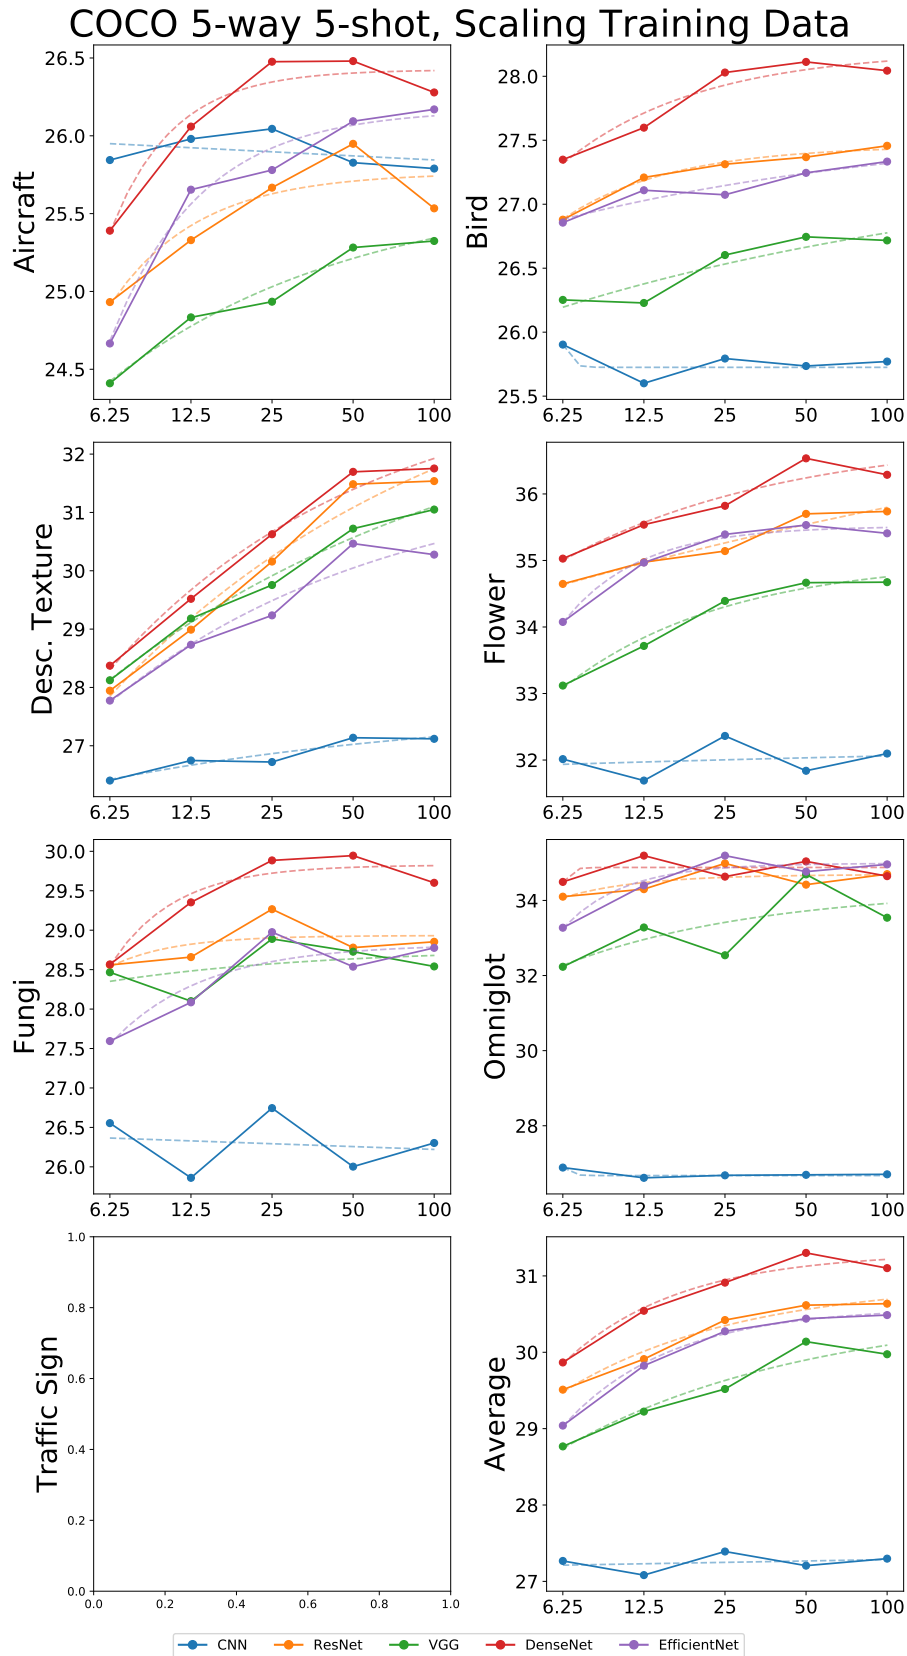 COCO 5-way 5-shot, Scaling Training Data
Aircraft
26.5
26.0
25.5
25.0
24.5
6.25 12.5 25 50 100
Bird
28.0
27.5
27.0
26.5
26.0
25.5
6.25 12.5 25 50 100
Desc. Texture
32
31
30
29
28
27
6.25 12.5 25 50 100
Flower
36
35
34
33
32
6.25 12.5 25 50 100
Fungi
30.0
29.5
29.0
28.5
28.0
27.5
27.0
26.5
26.0
6.25 12.5 25 50 100
Omniglot
34
32
30
28
6.25 12.5 25 50 100
Traffic Sign
1.0
0.8
0.6
0.4
0.2
0.0
0.0 0.2 0.4 0.6 0.8 1.0
Average
31
30
29
28
27
6.25 12.5 25 50 100
CNN ResNet VGG DenseNet EfficientNet